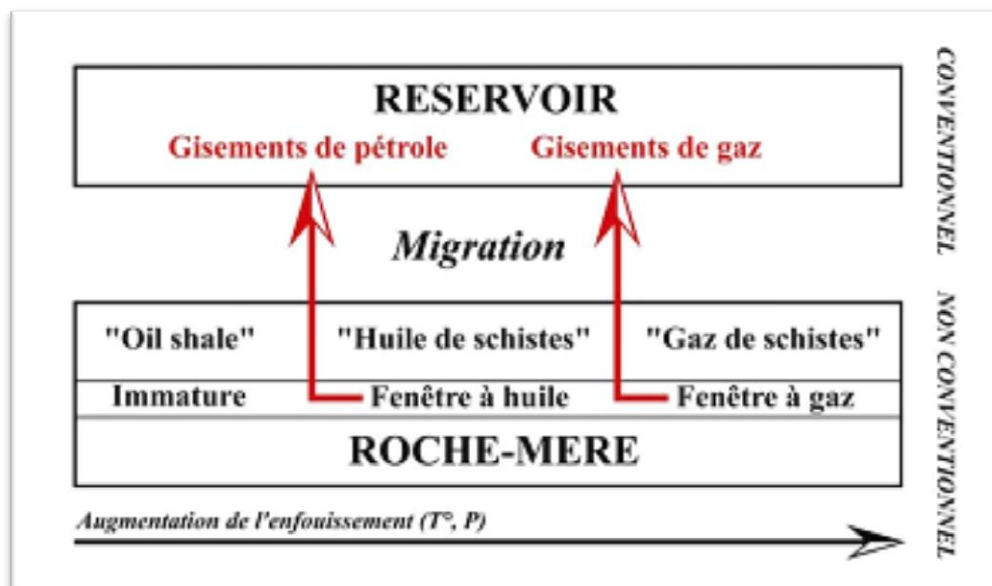 RESERVOIR
Gisements de pétrole Gisements de gaz
CONVENTIONNEL
Migration
"Oil shale" "Huile de schistes" "Gaz de schistes"
Immature Fenêtre à huile Fenêtre à gaz
ROCHE-MERE
NON CONVENTIONNEL
Augmentation de l'enfouissement (T°, P)